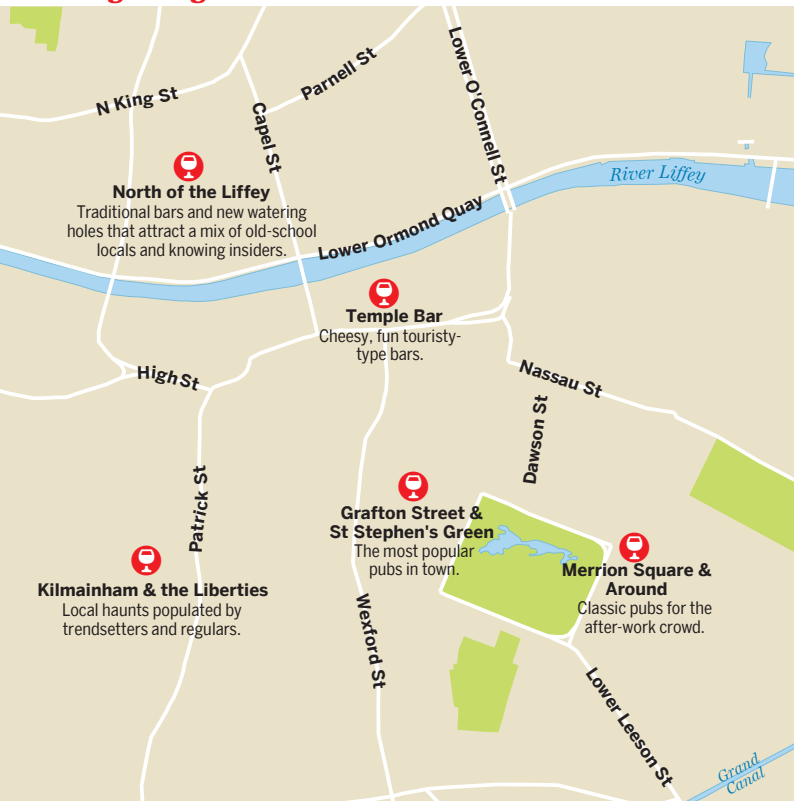 N King St
Parnell St
Capel St
Lower O'Connell St
River Liffey
North of the Liffey
Traditional bars and new watering
holes that attract a mix of old-school
locals and knowing insiders.
Lower Ormond Quay
Temple Bar
Cheesy, fun touristy-
type bars.
High St
Nassau St
Dawson St
Patrick St
Grafton Street &
St Stephen's Green
The most popular
pubs in town.
Merrion Square &
Around
Classic pubs for the
after-work crowd.
Kilmainham & the Liberties
Local haunts populated by
trendsetters and regulars.
Wexford St
Lower Leeson St
Grand
Canal